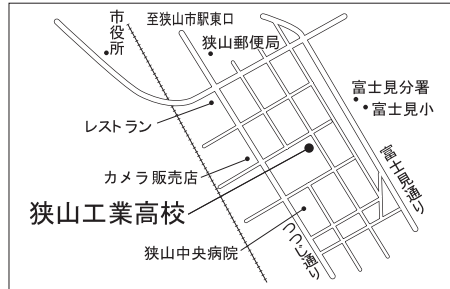 市役所
至狭山市駅東口
狭山郵便局
富士見分署
富士見小
レストラン
カメラ販売店
狭山工業高校
狭山中央病院
つつじ通り
富士見通り